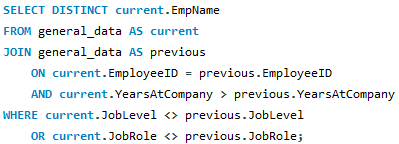 SELECT DISTINCT current.EmpName
FROM general_data AS current
JOIN general_data AS previous
    ON current.EmployeeID = previous.EmployeeID
    AND current.YearsAtCompany > previous.YearsAtCompany
WHERE current.JobLevel <> previous.JobLevel
    OR current.JobRole <> previous.JobRole;